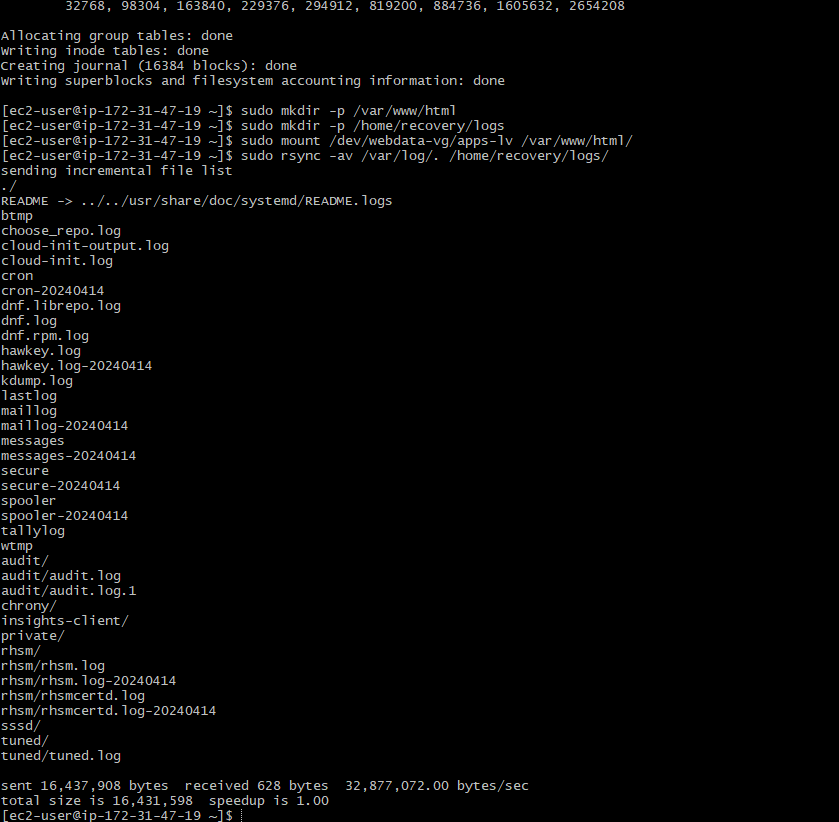 32768, 98304, 163840, 229376, 294912, 819200, 884736, 1605632, 2654208
Allocating group tables: done
Writing inode tables: done
Creating journal (16384 blocks): done
Writing superblocks and filesystem accounting information: done
[ec2-user@ip-172-31-47-19 ~]$ sudo mkdir -p /var/www/html
[ec2-user@ip-172-31-47-19 ~]$ sudo mkdir -p /home/recovery/logs
[ec2-user@ip-172-31-47-19 ~]$ sudo mount /dev/webdata-vg/apps-lv /var/www/html/
[ec2-user@ip-172-31-47-19 ~]$ sudo rsync -av /var/log/. /home/recovery/logs/
sending incremental file list
./
README -> ../../usr/share/doc/systemd/README.logs
btmp
choose_repo.log
cloud-init-output.log
cloud-init.log
cron
cron-20240414
dnf.librepo.log
dnf.log
dnf.rpm.log
hawkey.log
hawkey.log-20240414
kdump.log
lastlog
maillog
maillog-20240414
messages
messages-20240414
secure
secure-20240414
spooler
spooler-20240414
tallylog
wtmp
audit/
audit/audit.log
audit/audit.log.1
chrony/
insights-client/
private/
rhsm/
rhsm/rhsm.log
rhsm/rhsm.log-20240414
rhsm/rhsmcertd.log
rhsm/rhsmcertd.log-20240414
sssd/
tuned/
tuned/tuned.log
sent 16,437,908 bytes  received 628 bytes  32,877,072.00 bytes/sec
total size is 16,431,598  speedup is 1.00
[ec2-user@ip-172-31-47-19 ~]$